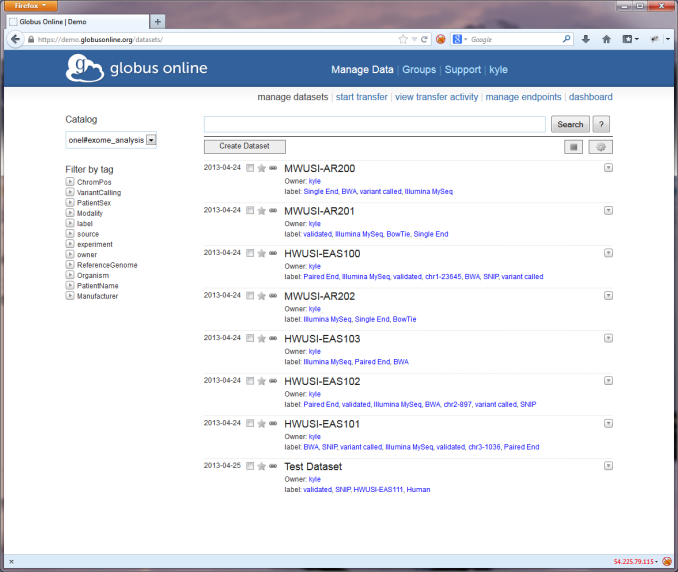 Firefox
Globus Online | Demo
https://demo.globusonline.org/datasets/
Google
globus online
Manage Data | Groups | Support | kyle
manage datasets | start transfer | view transfer activity | manage endpoints | dashboard
Catalog
onel#exome_analysis
Search
?
Create Dataset
Filter by tag
ChromPos
VariantCalling
PatientSex
Modality
label
source
experiment
owner
ReferenceGenome
Organism
PatientName
Manufacturer
2013-04-24 MWUSI-AR200
Owner: kyle
label: Single End, BWA, variant called, Illumina MySeq
2013-04-24 MWUSI-AR201
Owner: kyle
label: validated, Illumina MySeq, BowTie, Single End
2013-04-24 HWUSI-EAS100
Owner: kyle
label: Paired End, Illumina MySeq, validated, chr1-23645, BWA, SNIP, variant called
2013-04-24 MWUSI-AR202
Owner: kyle
label: Illumina MySeq, Single End, BowTie
2013-04-24 HWUSI-EAS103
Owner: kyle
label: Illumina MySeq, Paired End, BWA
2013-04-24 HWUSI-EAS102
Owner: kyle
label: Paired End, validated, Illumina MySeq, BWA, chr2-897, variant called, SNIP
2013-04-24 HWUSI-EAS101
Owner: kyle
label: BWA, SNIP, variant called, Illumina MySeq, validated, chr3-1036, Paired End
2013-04-25 Test Dataset
Owner: kyle
label: validated, SNIP, HWUSI-EAS111, Human
54.225.79.115